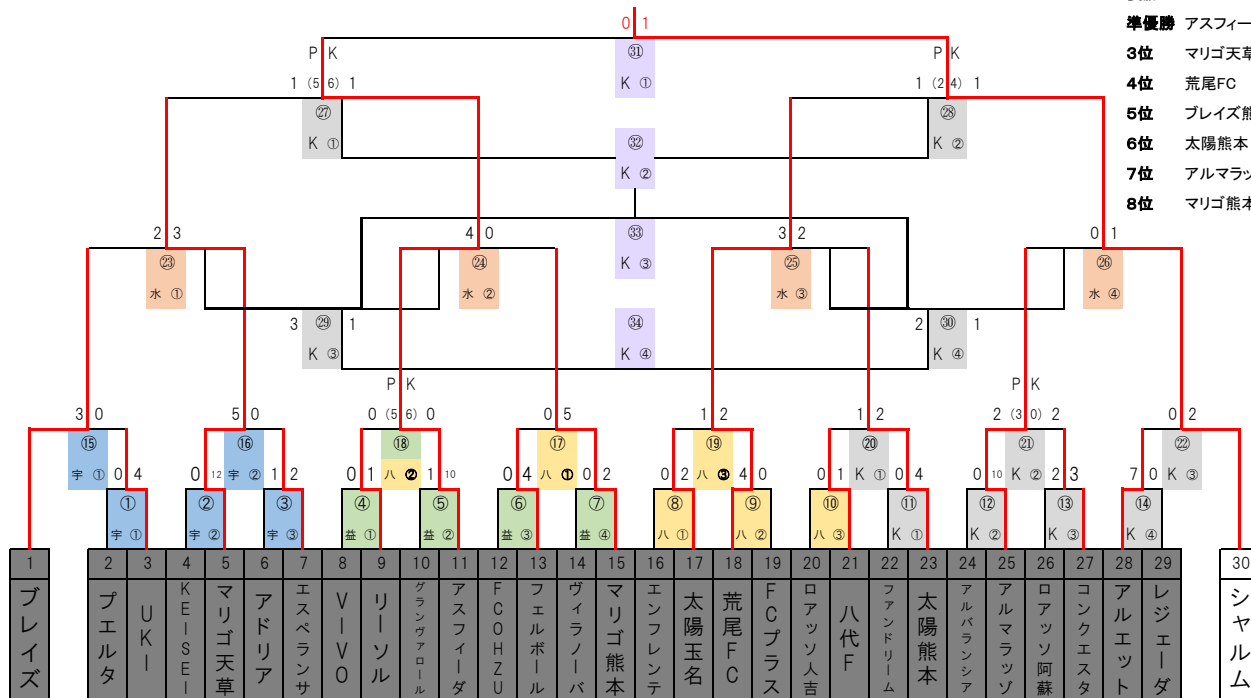 0 1
準優勝 アスフィー
㉛
P K
P K
3位 マリゴ天草
K ①
1 (5 6) 1
1 (2 4) 1
4位 荒尾FC
㉗
㉘
5位 ブレイズ熊
K ①
㉜
K ②
6位 太陽熊本
K ②
7位 アルマラッ
8位 マリゴ熊本
2 3
4 0
㉝
3 2
0 1
㉓
㉔
K ③
㉕
㉖
水 ①
水 ②
水 ③
水 ④
3 ㉙ 1
㉞
2 ㉚ 1
K ③
K ④
K ④
P K
P K
3 0
5 0
0 (5 6) 0
0 5
1 2
1 2
2 (3 0) 2
0 2
⑮
⑯
⑱
⑰
⑲
⑳
㉑
㉒
宇 ① 0 4
0 12 宇 ② 1 2
0 1 八 ② 1 10
0 4 八 ① 0 2
0 2 八 ③ 4 0
0 1 K ① 0 4
0 10 K ② 2 3
7 0 K ③
①
②
③
④
⑤
⑥
⑦
⑧
⑨
⑩
⑪
⑫
⑬
⑭
宇 ①
宇 ②
宇 ③
益 ①
益 ②
益 ③
益 ④
八 ①
八 ②
八 ③
K ①
K ②
K ③
K ④
1 ブレイズ
2 プエルタ
3 UKI
4 KEISEI
5 マリゴ天草
6 アドリア
7 エスペランサ
8 VIVO
9 リーソル
10 グランヴァロール
11 アスフィーダ
12 FCOHZU
13 フェルボール
14 ヴィラノーバ
15 マリゴ熊本
16 エンフレンテ
17 太陽玉名
18 荒尾FC
19 FCプラス
20 ロアッソ人吉
21 八代F
22 ファンドリーム
23 太陽熊本
24 アルバランシア
25 アルマラッゾ
26 ロアッソ阿蘇
27 コンクエスタ
28 アルエット
29 レジェーダ
30 シャルム